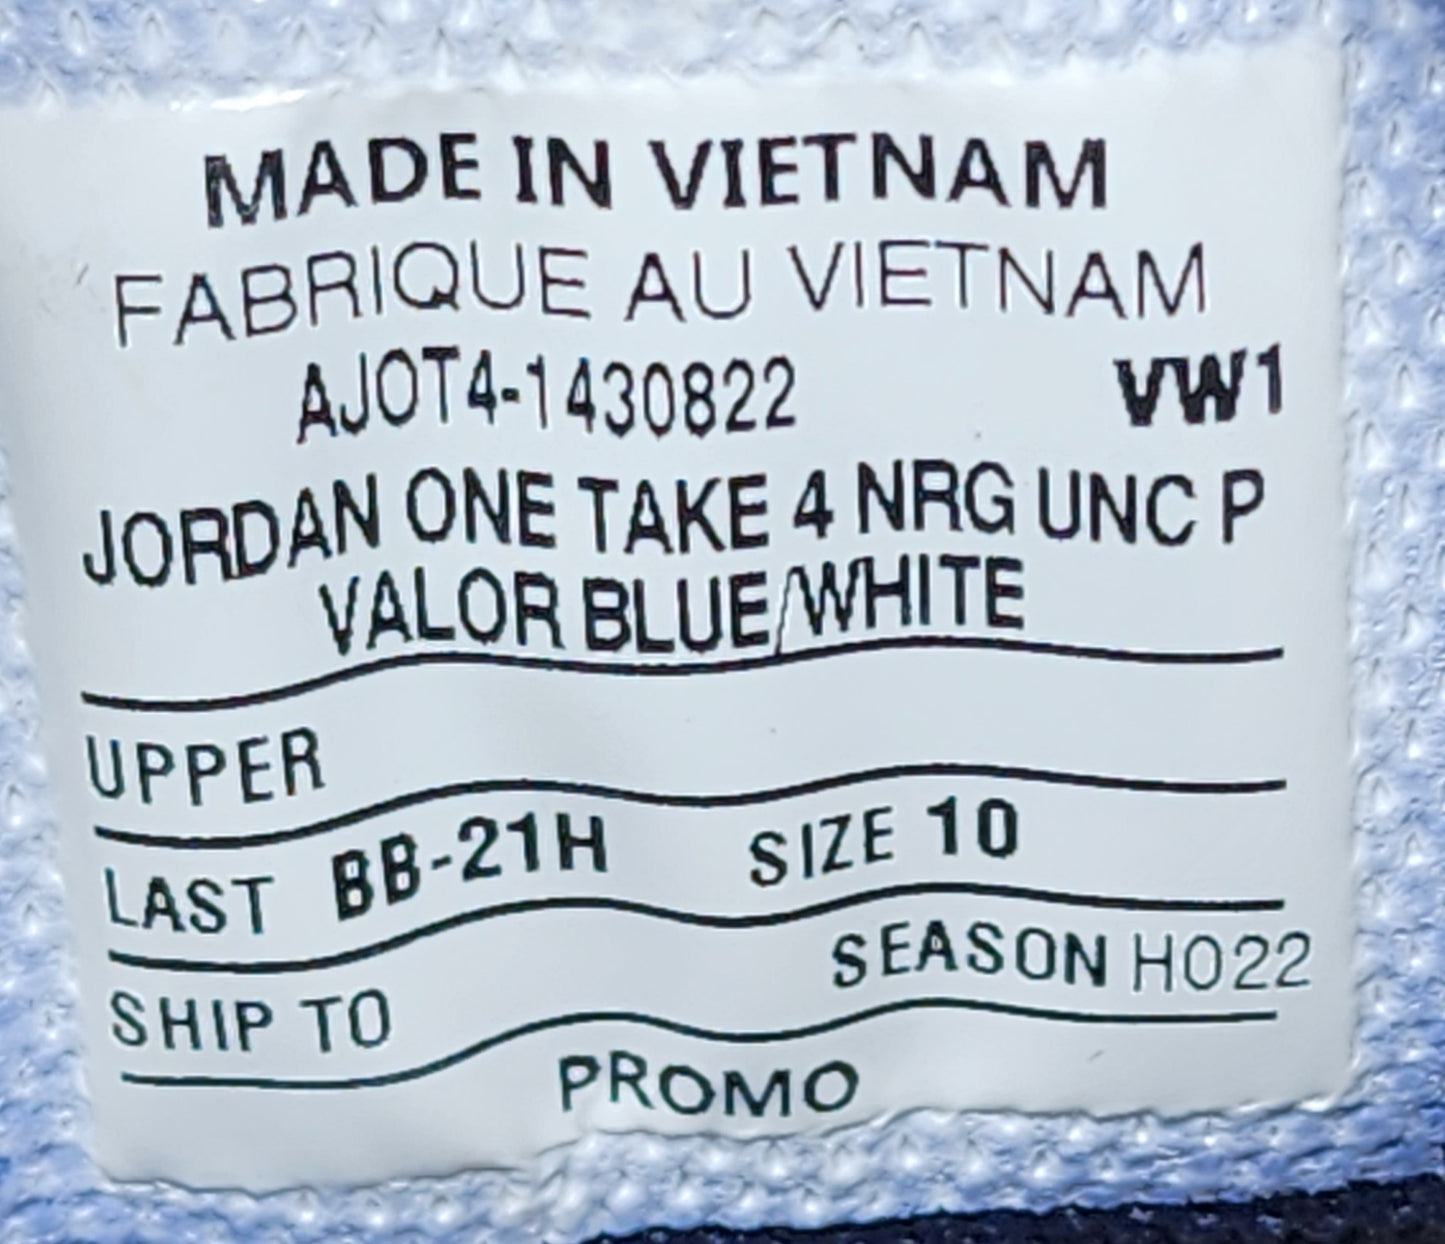 MADE IN VIETNAM
FABRIQUE AU VIETNAM
AJOT4-1430822 VW1
JORDAN ONE TAKE 4 NRG UNC P
VALOR BLUE/WHITE
UPPER
LAST BB-21H SIZE 10
SHIP TO SEASON HO22
PROMO